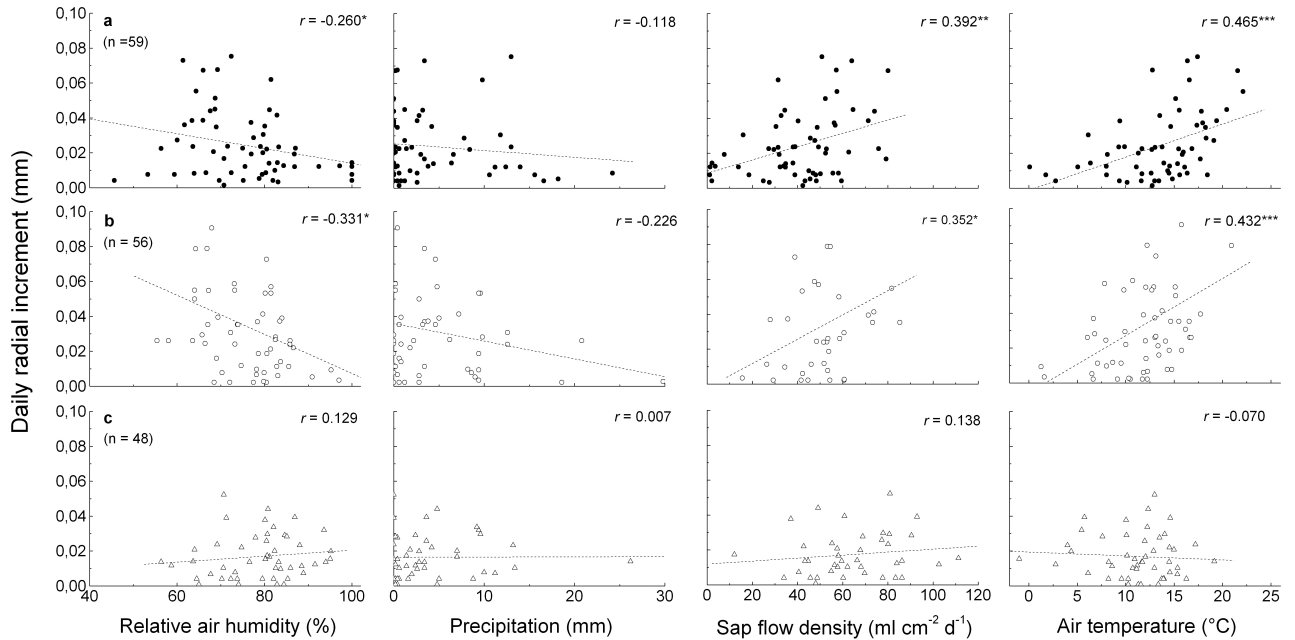 a
(n =59)
r = -0.260*
r = -0.118
r = 0.392**
r = 0.465***
0,10
0,08
0,06
0,04
0,02
0,00
b
(n = 56)
r = -0.331*
r = -0.226
r = 0.352*
r = 0.432***
0,10
0,08
0,06
0,04
0,02
0,00
c
(n = 48)
r = 0.129
r = 0.007
r = 0.138
r = -0.070
0,10
0,08
0,06
0,04
0,02
0.00
Daily radial increment (mm)
40 60 80 100
0 10 20 30
0 20 40 60 80 100 120
0 5 10 15 20 25
Relative air humidity (%)
Precipitation (mm)
Sap flow density (ml cm⁻² d⁻¹)
Air temperature (°C)